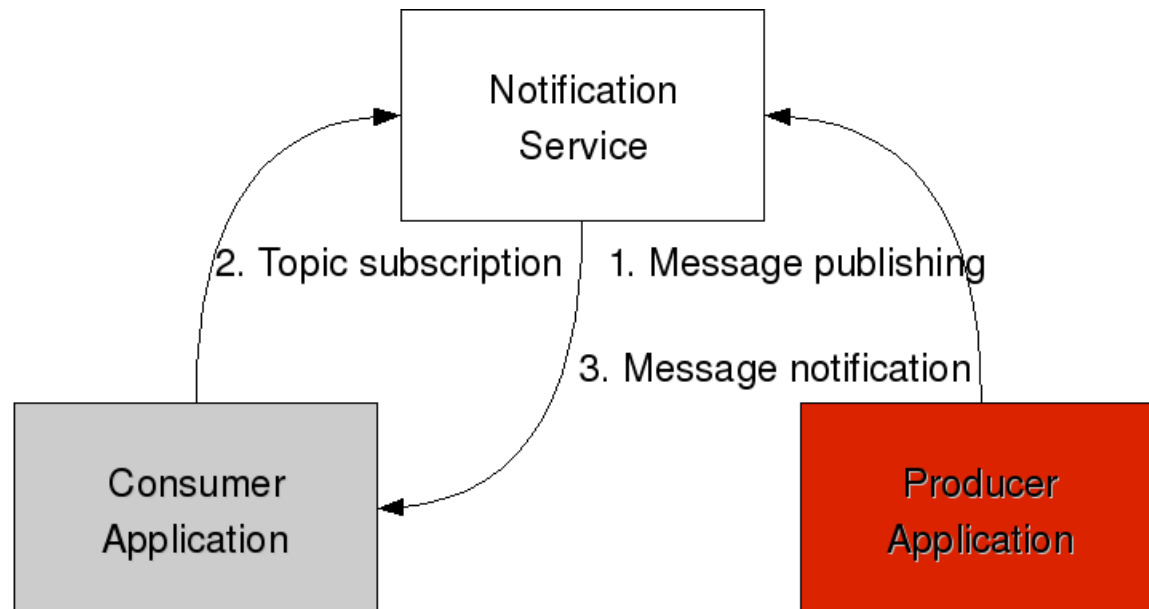 Notification
Service
2. Topic subscription
1. Message publishing
3. Message notification
Consumer
Application
Producer
Application